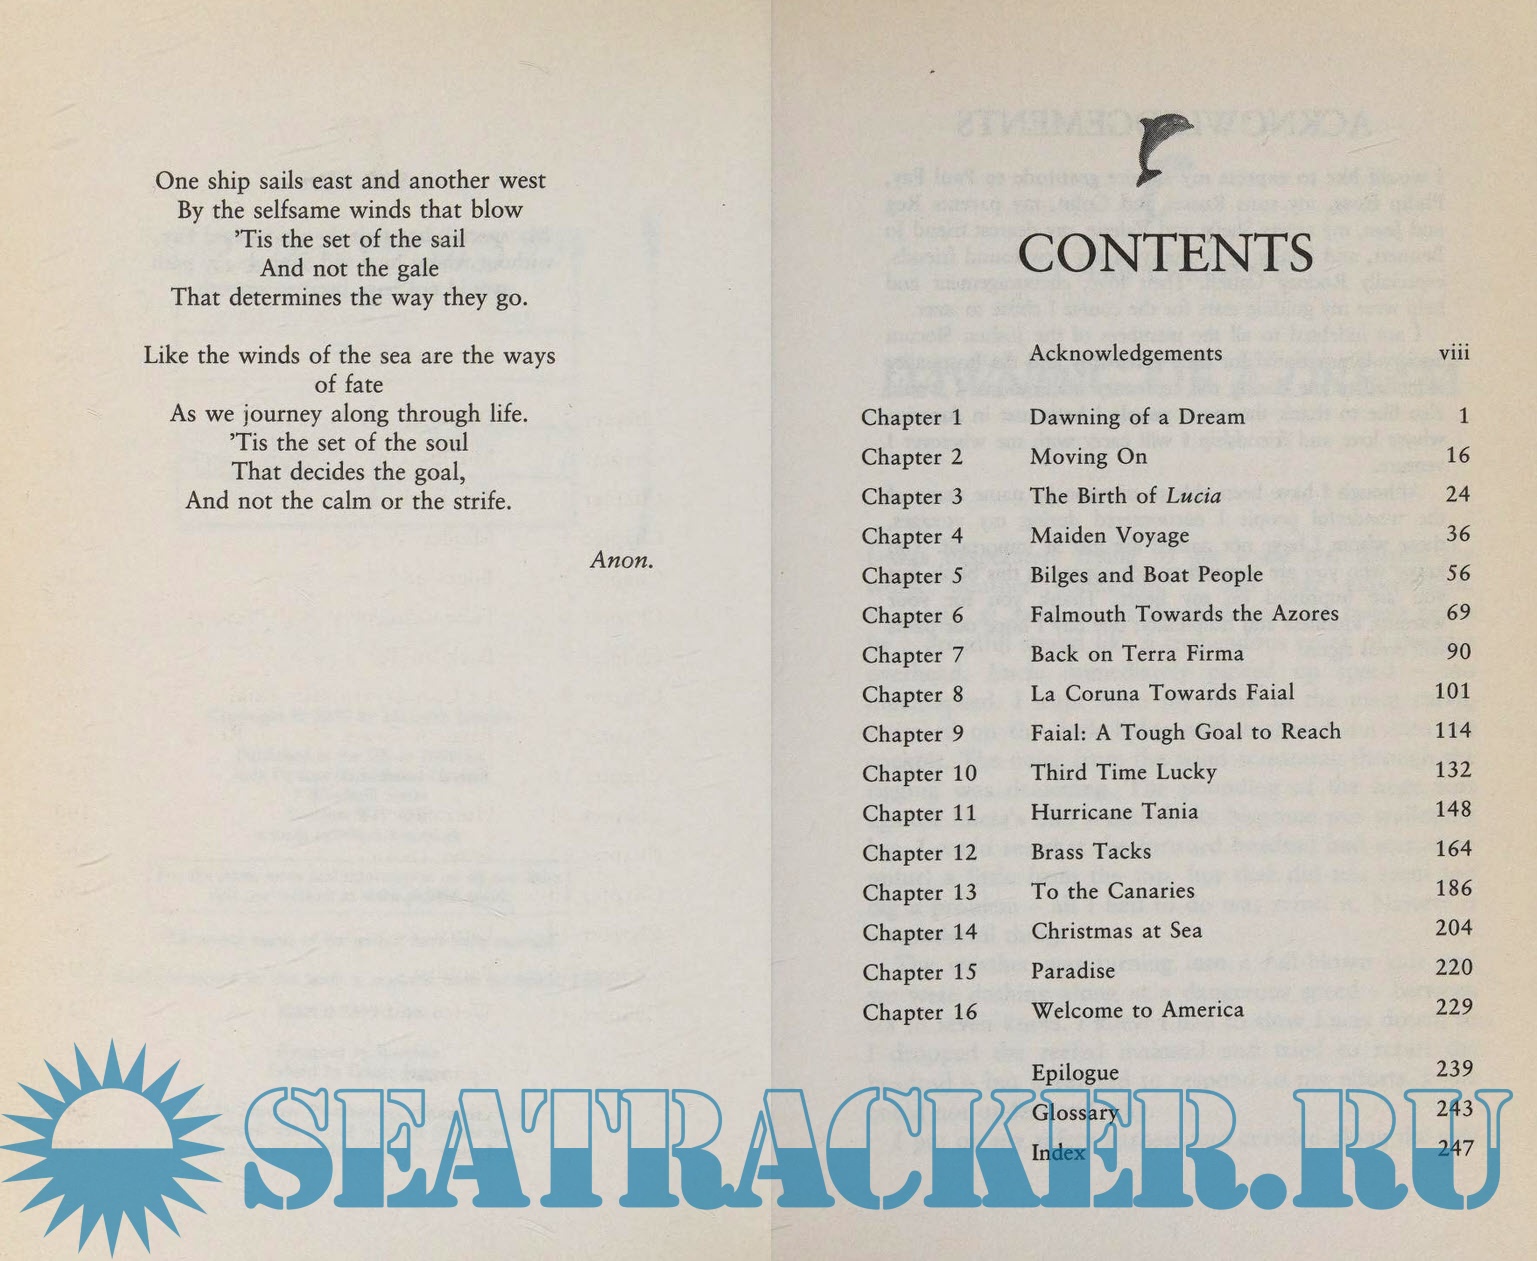 One ship sails east and another west
By the selfsame winds that blow
'Tis the set of the sail
And not the gale
That determines the way they go.
Like the winds of the sea are the ways
of fate
As we journey along through life.
'Tis the set of the soul
That decides the goal,
And not the calm or the strife.
Anon.
CONTENTS
Acknowledgements viii
Chapter 1 Dawning of a Dream 1
Chapter 2 Moving On 16
Chapter 3 The Birth of Lucia 24
Chapter 4 Maiden Voyage 36
Chapter 5 Bilges and Boat People 56
Chapter 6 Falmouth Towards the Azores 69
Chapter 7 Back on Terra Firma 90
Chapter 8 La Coruna Towards Faial 101
Chapter 9 Faial: A Tough Goal to Reach 114
Chapter 10 Third Time Lucky 132
Chapter 11 Hurricane Tania 148
Chapter 12 Brass Tacks 164
Chapter 13 To the Canaries 186
Chapter 14 Christmas at Sea 204
Chapter 15 Paradise 220
Chapter 16 Welcome to America 229
Epilogue 239
Glossary 243
Index 247
SEATRACKER.RU